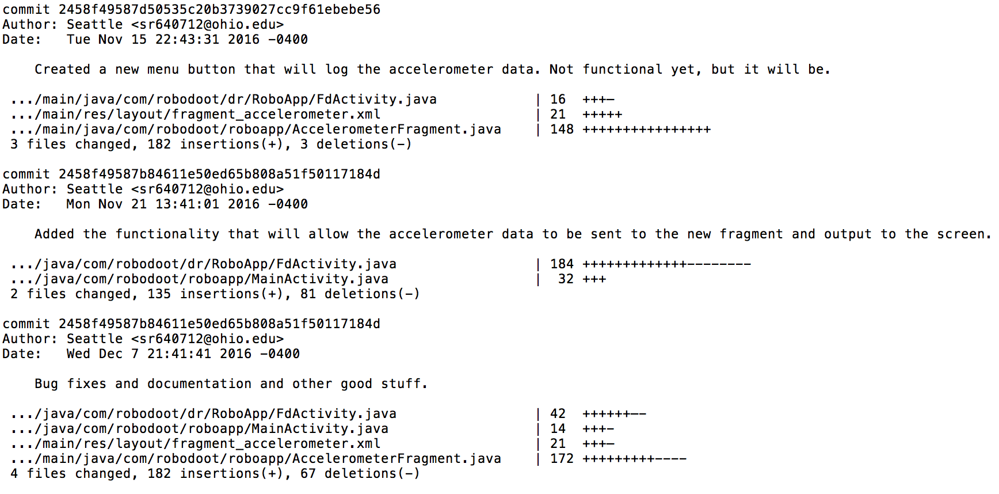 commit 2458f49587d50535c20b3739027cc9f61ebebe56
Author: Seattle <sr640712@ohio.edu>
Date:   Tue Nov 15 22:43:31 2016 -0400
Created a new menu button that will log the accelerometer data. Not functional yet, but it will be.
.../main/java/com/robodoot/dr/RoboApp/FdActivity.java | 16 +++-
.../main/res/layout/fragment_accelerometer.xml | 21 +++++
.../main/java/com/robodoot/roboapp/AccelerometerFragment.java | 148 ++++++++++++++++
3 files changed, 182 insertions(+), 3 deletions(-)
commit 2458f49587b84611e50ed65b808a51f50117184d
Author: Seattle <sr640712@ohio.edu>
Date:   Mon Nov 21 13:41:01 2016 -0400
Added the functionality that will allow the accelerometer data to be sent to the new fragment and output to the screen.
.../java/com/robodoot/dr/RoboApp/FdActivity.java | 184 +++++++++++++--------
.../java/com/robodoot/roboapp/MainActivity.java | 32 +++
2 files changed, 135 insertions(+), 81 deletions(-)
commit 2458f49587b84611e50ed65b808a51f50117184d
Author: Seattle <sr640712@ohio.edu>
Date:   Wed Dec 7 21:41:41 2016 -0400
Bug fixes and documentation and other good stuff.
.../java/com/robodoot/dr/RoboApp/FdActivity.java | 42 ++++++--
.../java/com/robodoot/roboapp/MainActivity.java | 14 +++-
.../main/res/layout/fragment_accelerometer.xml | 21 +++-
.../main/java/com/robodoot/roboapp/AccelerometerFragment.java | 172 +++++++++----
4 files changed, 182 insertions(+), 67 deletions(-)